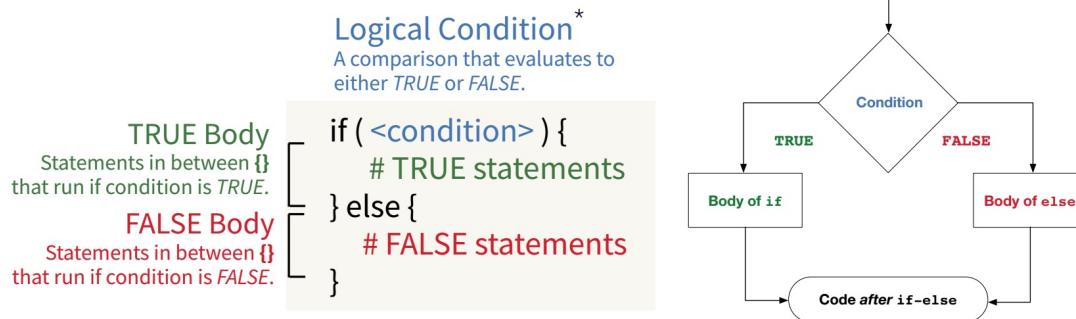 Logical Condition*
A comparison that evaluates to
either TRUE or FALSE.
TRUE Body
Statements in between {}
that run if condition is TRUE.
FALSE Body
Statements in between {}
that run if condition is FALSE.
if ( <condition> ) {
# TRUE statements
} else {
# FALSE statements
}
Condition
TRUE
FALSE
Body of if
Body of else
Code after if-else